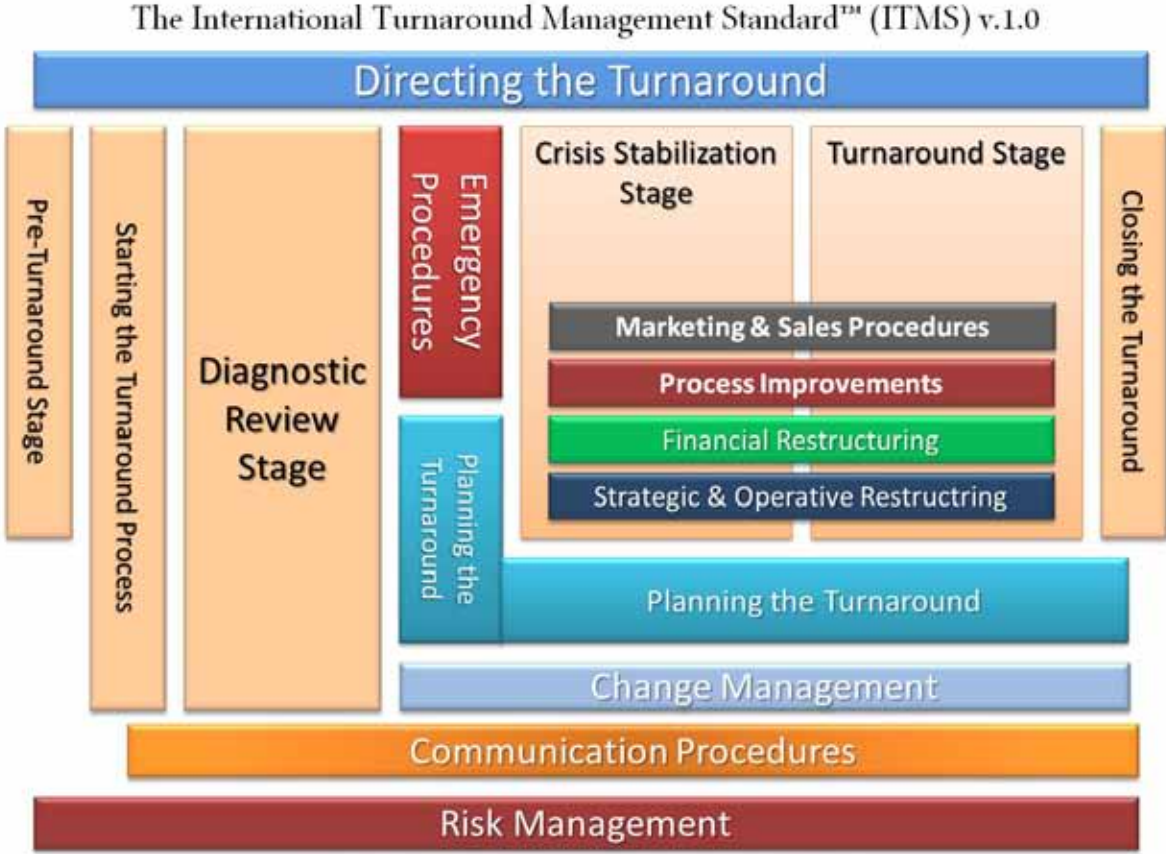 The International Turnaround Management Standard™ (ITMS) v.1.0
Directing the Turnaround
Pre-Turnaround Stage
Starting the Turnaround Process
Diagnostic
Review
Stage
Emergency
Procedures
Planning the
Turnaround
Crisis Stabilization
Stage
Turnaround Stage
Marketing & Sales Procedures
Process Improvements
Financial Restructuring
Strategic & Operative Restructring
Closing the Turnaround
Planning the Turnaround
Change Management
Communication Procedures
Risk Management